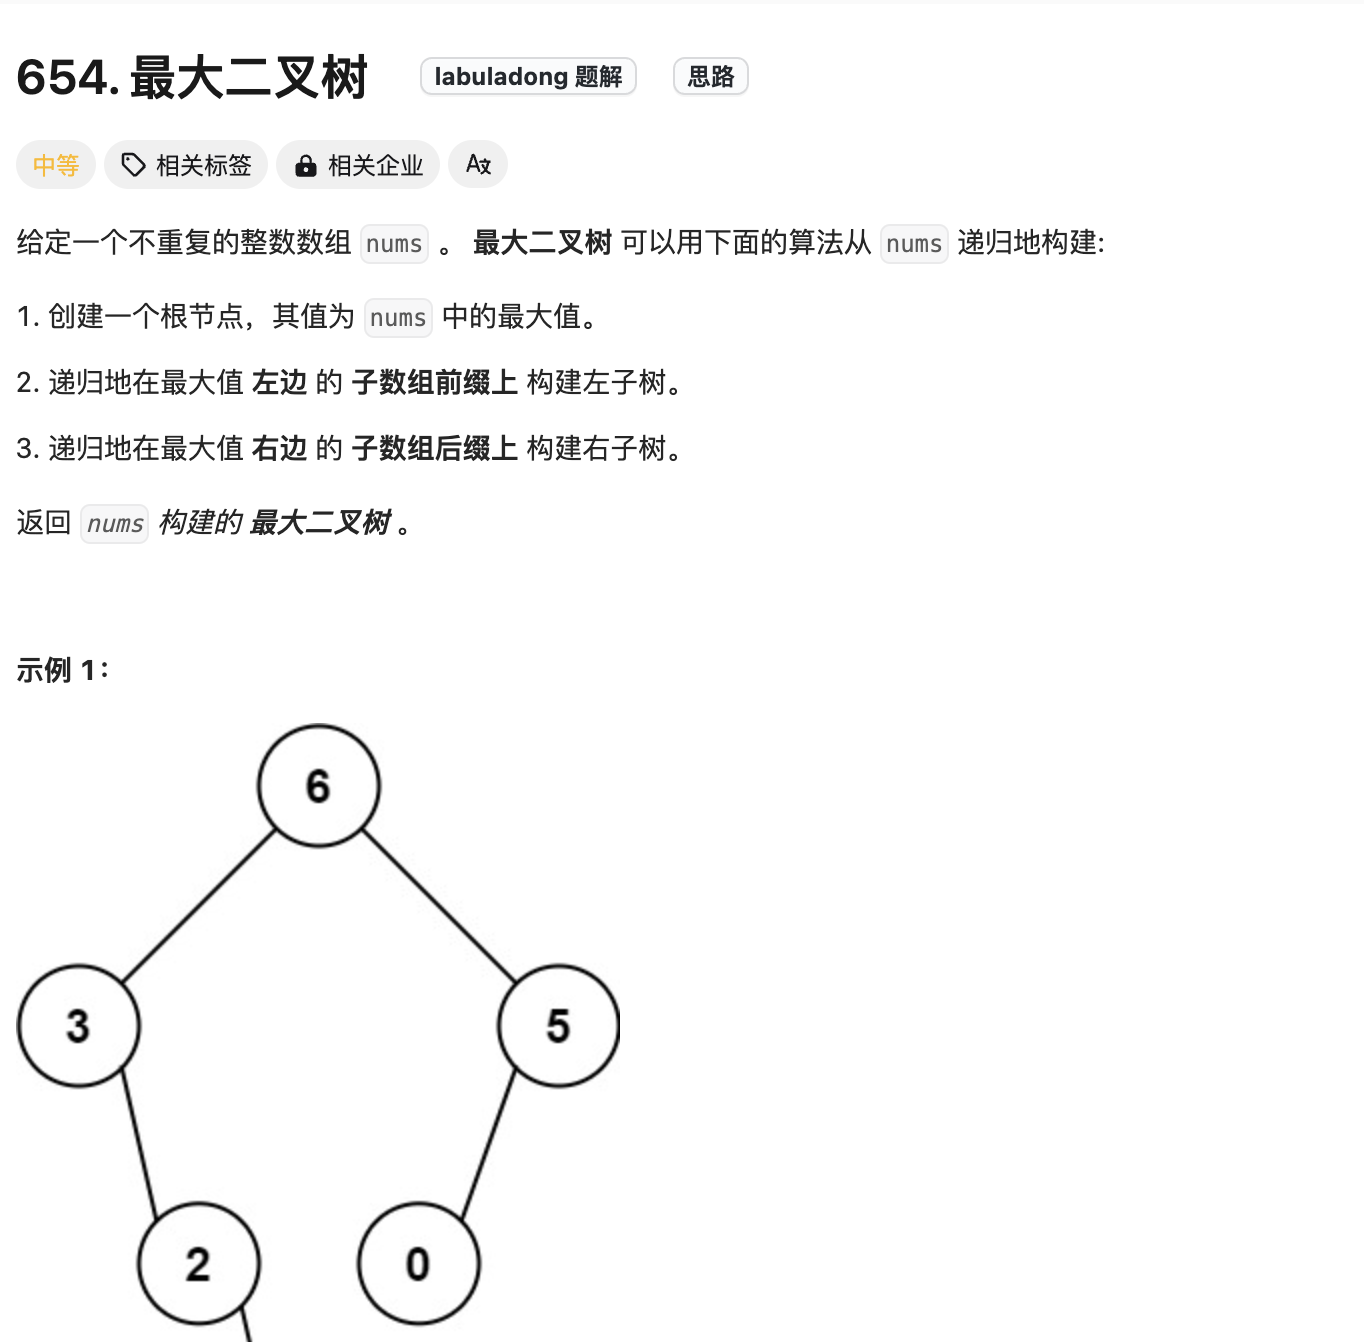 654. 最大二叉树 labuladong 题解 思路
中等 相关标签 相关企业 A文
给定一个不重复的整数数组 nums 。 最大二叉树 可以用下面的算法从 nums 递归地构建:
1. 创建一个根节点，其值为 nums 中的最大值。
2. 递归地在最大值 左边 的 子数组前缀上 构建左子树。
3. 递归地在最大值 右边 的 子数组后缀上 构建右子树。
返回 nums 构建的 最大二叉树 。
示例 1：
6
3 5
2 0